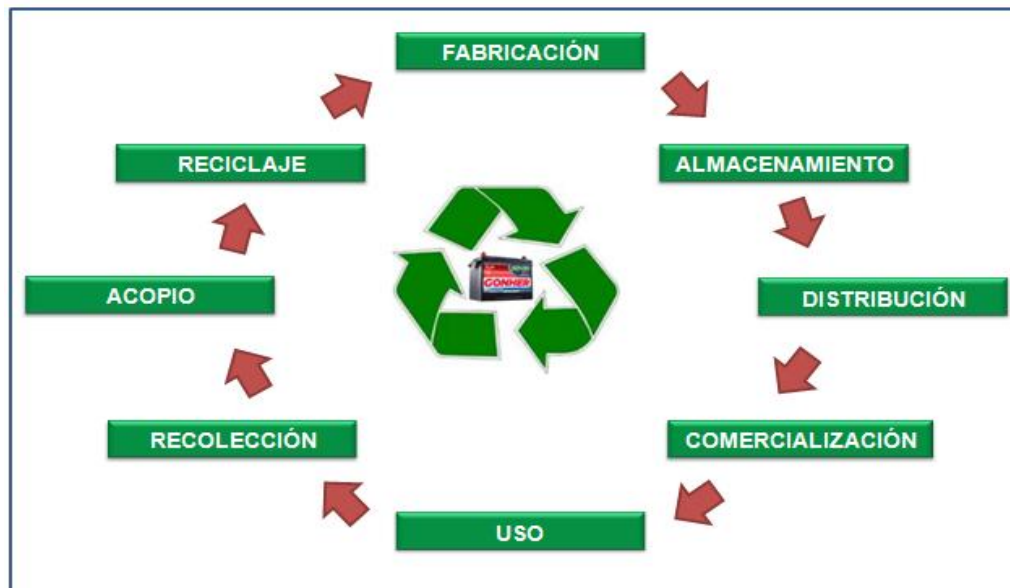 FABRICACIÓN
ALMACENAMIENTO
DISTRIBUCIÓN
COMERCIALIZACIÓN
USO
RECOLECCIÓN
ACOPIO
RECICLAJE
GONHER